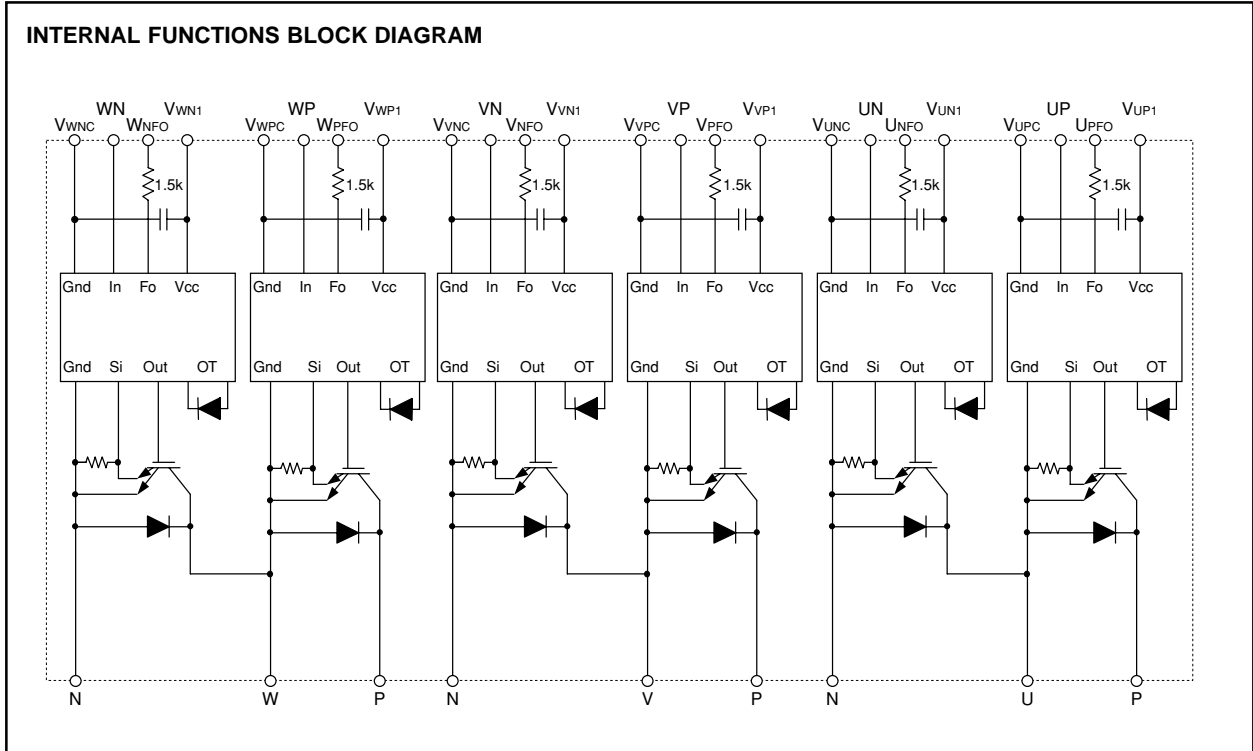 INTERNAL FUNCTIONS BLOCK DIAGRAM
WN VWN1 WP VWP1 VN VVN1 VP VVP1 UN VUN1 UP VUP1
VWNC WNFO VWPC WPFO VVNC VNFO VVPC VPFO VUNC UNFO VUPC UPFO
1.5k 1.5k 1.5k 1.5k 1.5k 1.5k
Gnd In Fo Vcc Gnd In Fo Vcc Gnd In Fo Vcc Gnd In Fo Vcc Gnd In Fo Vcc Gnd In Fo Vcc
Gnd Si Out OT Gnd Si Out OT Gnd Si Out OT Gnd Si Out OT Gnd Si Out OT Gnd Si Out OT
N W P N V P N U P